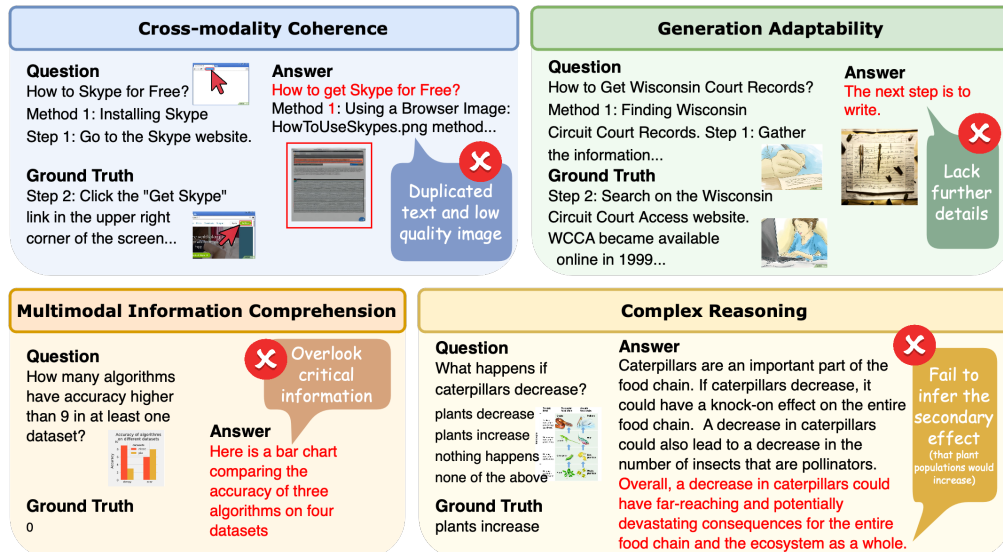 Cross-modality Coherence
Question
How to Skype for Free?
Method 1: Installing Skype
Step 1: Go to the Skype website.
Ground Truth
Step 2: Click the "Get Skype"
link in the upper right
corner of the screen...
Answer
How to get Skype for Free?
Method 1: Using a Browser Image:
HowToUseSkypes.png method...
Duplicated
text and low
quality image
Generation Adaptability
Question
How to Get Wisconsin Court Records?
Method 1: Finding Wisconsin
Circuit Court Records. Step 1: Gather
the information...
Ground Truth
Step 2: Search on the Wisconsin
Circuit Court Access website.
WCCA became available
online in 1999...
Answer
The next step is to
write.
Lack
further
details
Multimodal Information Comprehension
Question
How many algorithms
have accuracy higher
than 9 in at least one
dataset?
Accuracy of algorithms
on different datasets
Accuracy
Ground Truth
0
Overlook
critical
information
Answer
Here is a bar chart
comparing the
accuracy of three
algorithms on four
datasets
Complex Reasoning
Question
What happens if
caterpillars decrease?
plants decrease
plants increase
nothing happens
none of the above
Ground Truth
plants increase
Answer
Caterpillars are an important part of the
food chain. If caterpillars decrease, it
could have a knock-on effect on the entire
food chain. A decrease in caterpillars
could also lead to a decrease in the
number of insects that are pollinators.
Overall, a decrease in caterpillars could
have far-reaching and potentially
devastating consequences for the entire
food chain and the ecosystem as a whole.
Fail to
infer the
secondary
effect
(that plant
populations would
increase)